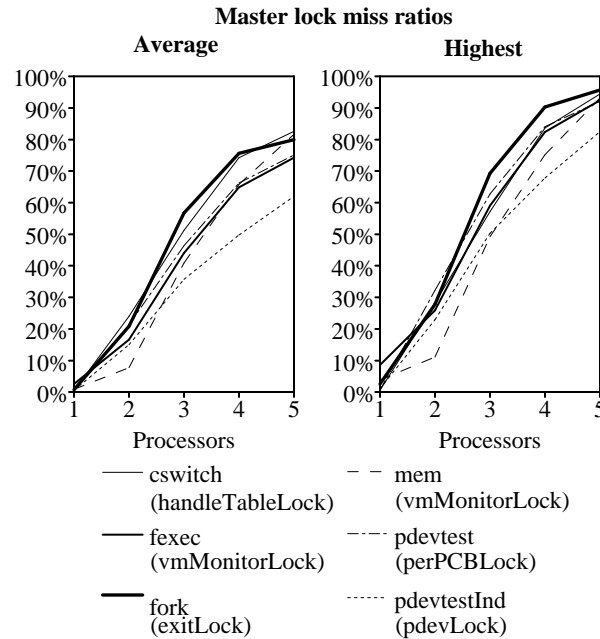 Master lock miss ratios
Average
Highest
100%
90%
80%
70%
60%
50%
40%
30%
20%
10%
0%
1 2 3 4 5
Processors
100%
90%
80%
70%
60%
50%
40%
30%
20%
10%
0%
1 2 3 4 5
Processors
cswitch
(handleTableLock)
fexec
(vmMonitorLock)
fork
(exitLock)
mem
(vmMonitorLock)
pdevtest
(perPCBLock)
pdevtestInd
(pdevLock)